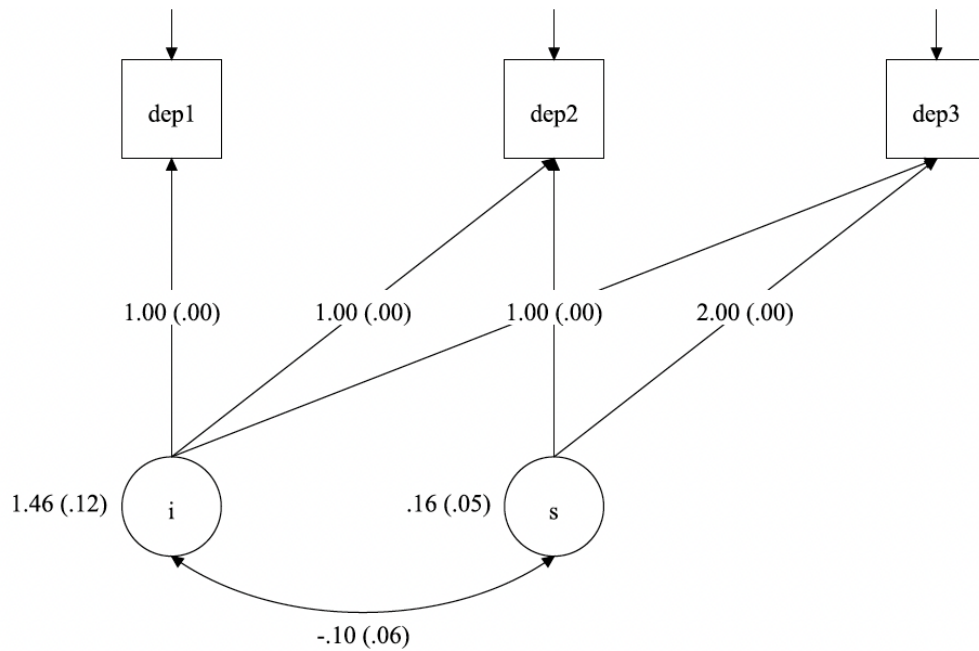 dep1
dep2
dep3
1.00 (.00)
1.00 (.00)
1.00 (.00)
2.00 (.00)
1.46 (.12)
i
.16 (.05)
s
-.10 (.06)